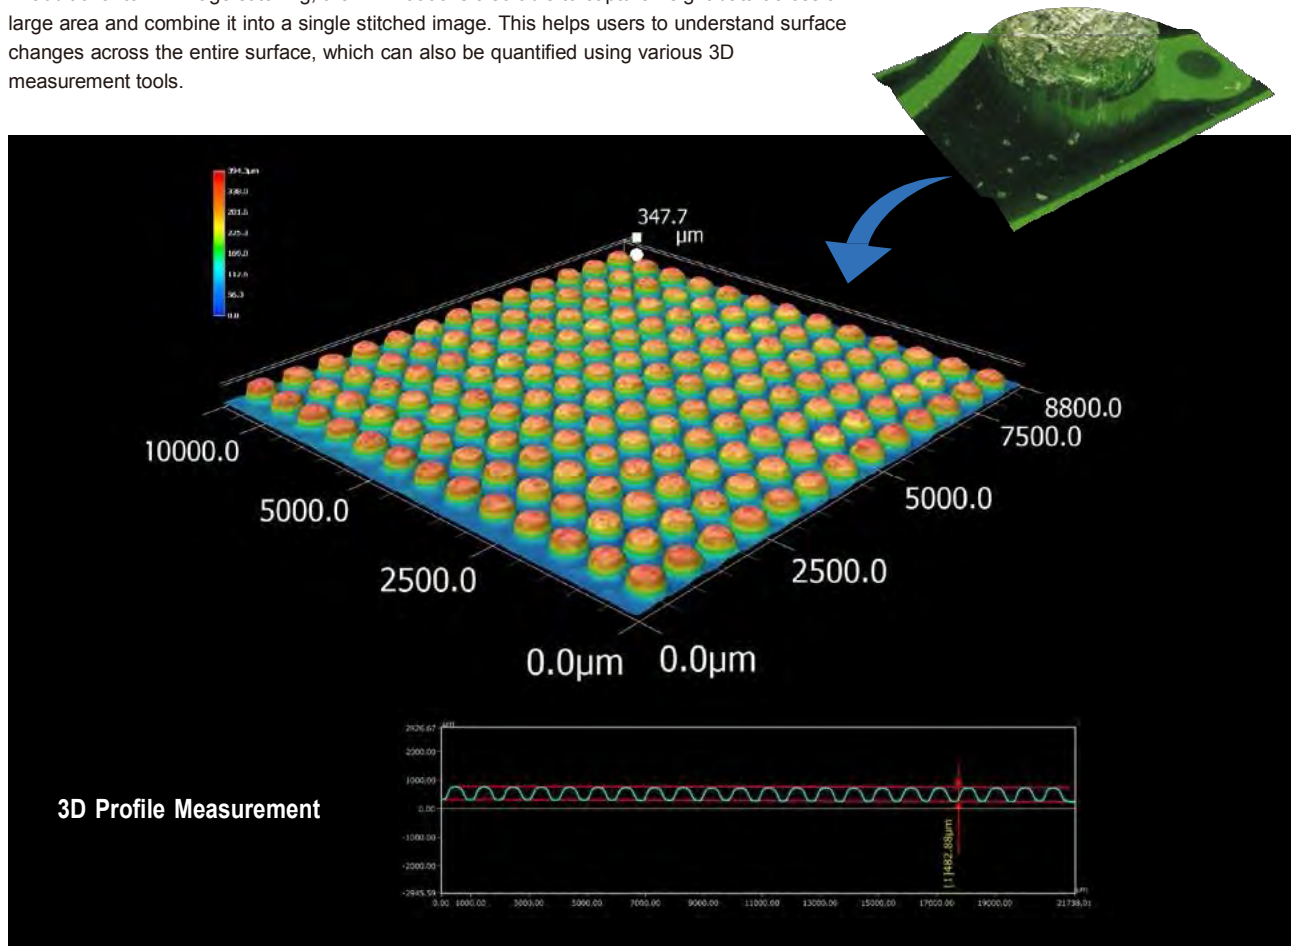 large area and combine it into a single stitched image. This helps users to understand surface
changes across the entire surface, which can also be quantified using various 3D
measurement tools.
347.7
µm
10000.0
5000.0
2500.0
0.0µm
0.0µm
2500.0
5000.0
7500.0
8800.0
3D Profile Measurement
2000.00
1000.00
0.00
-1000.00
-2000.00
[1]482.88µm
0.00 1000.00 3000.00 5000.00 7000.00 9000.00 11000.00 13000.00 15000.00 17000.00 19000.00 21738.01